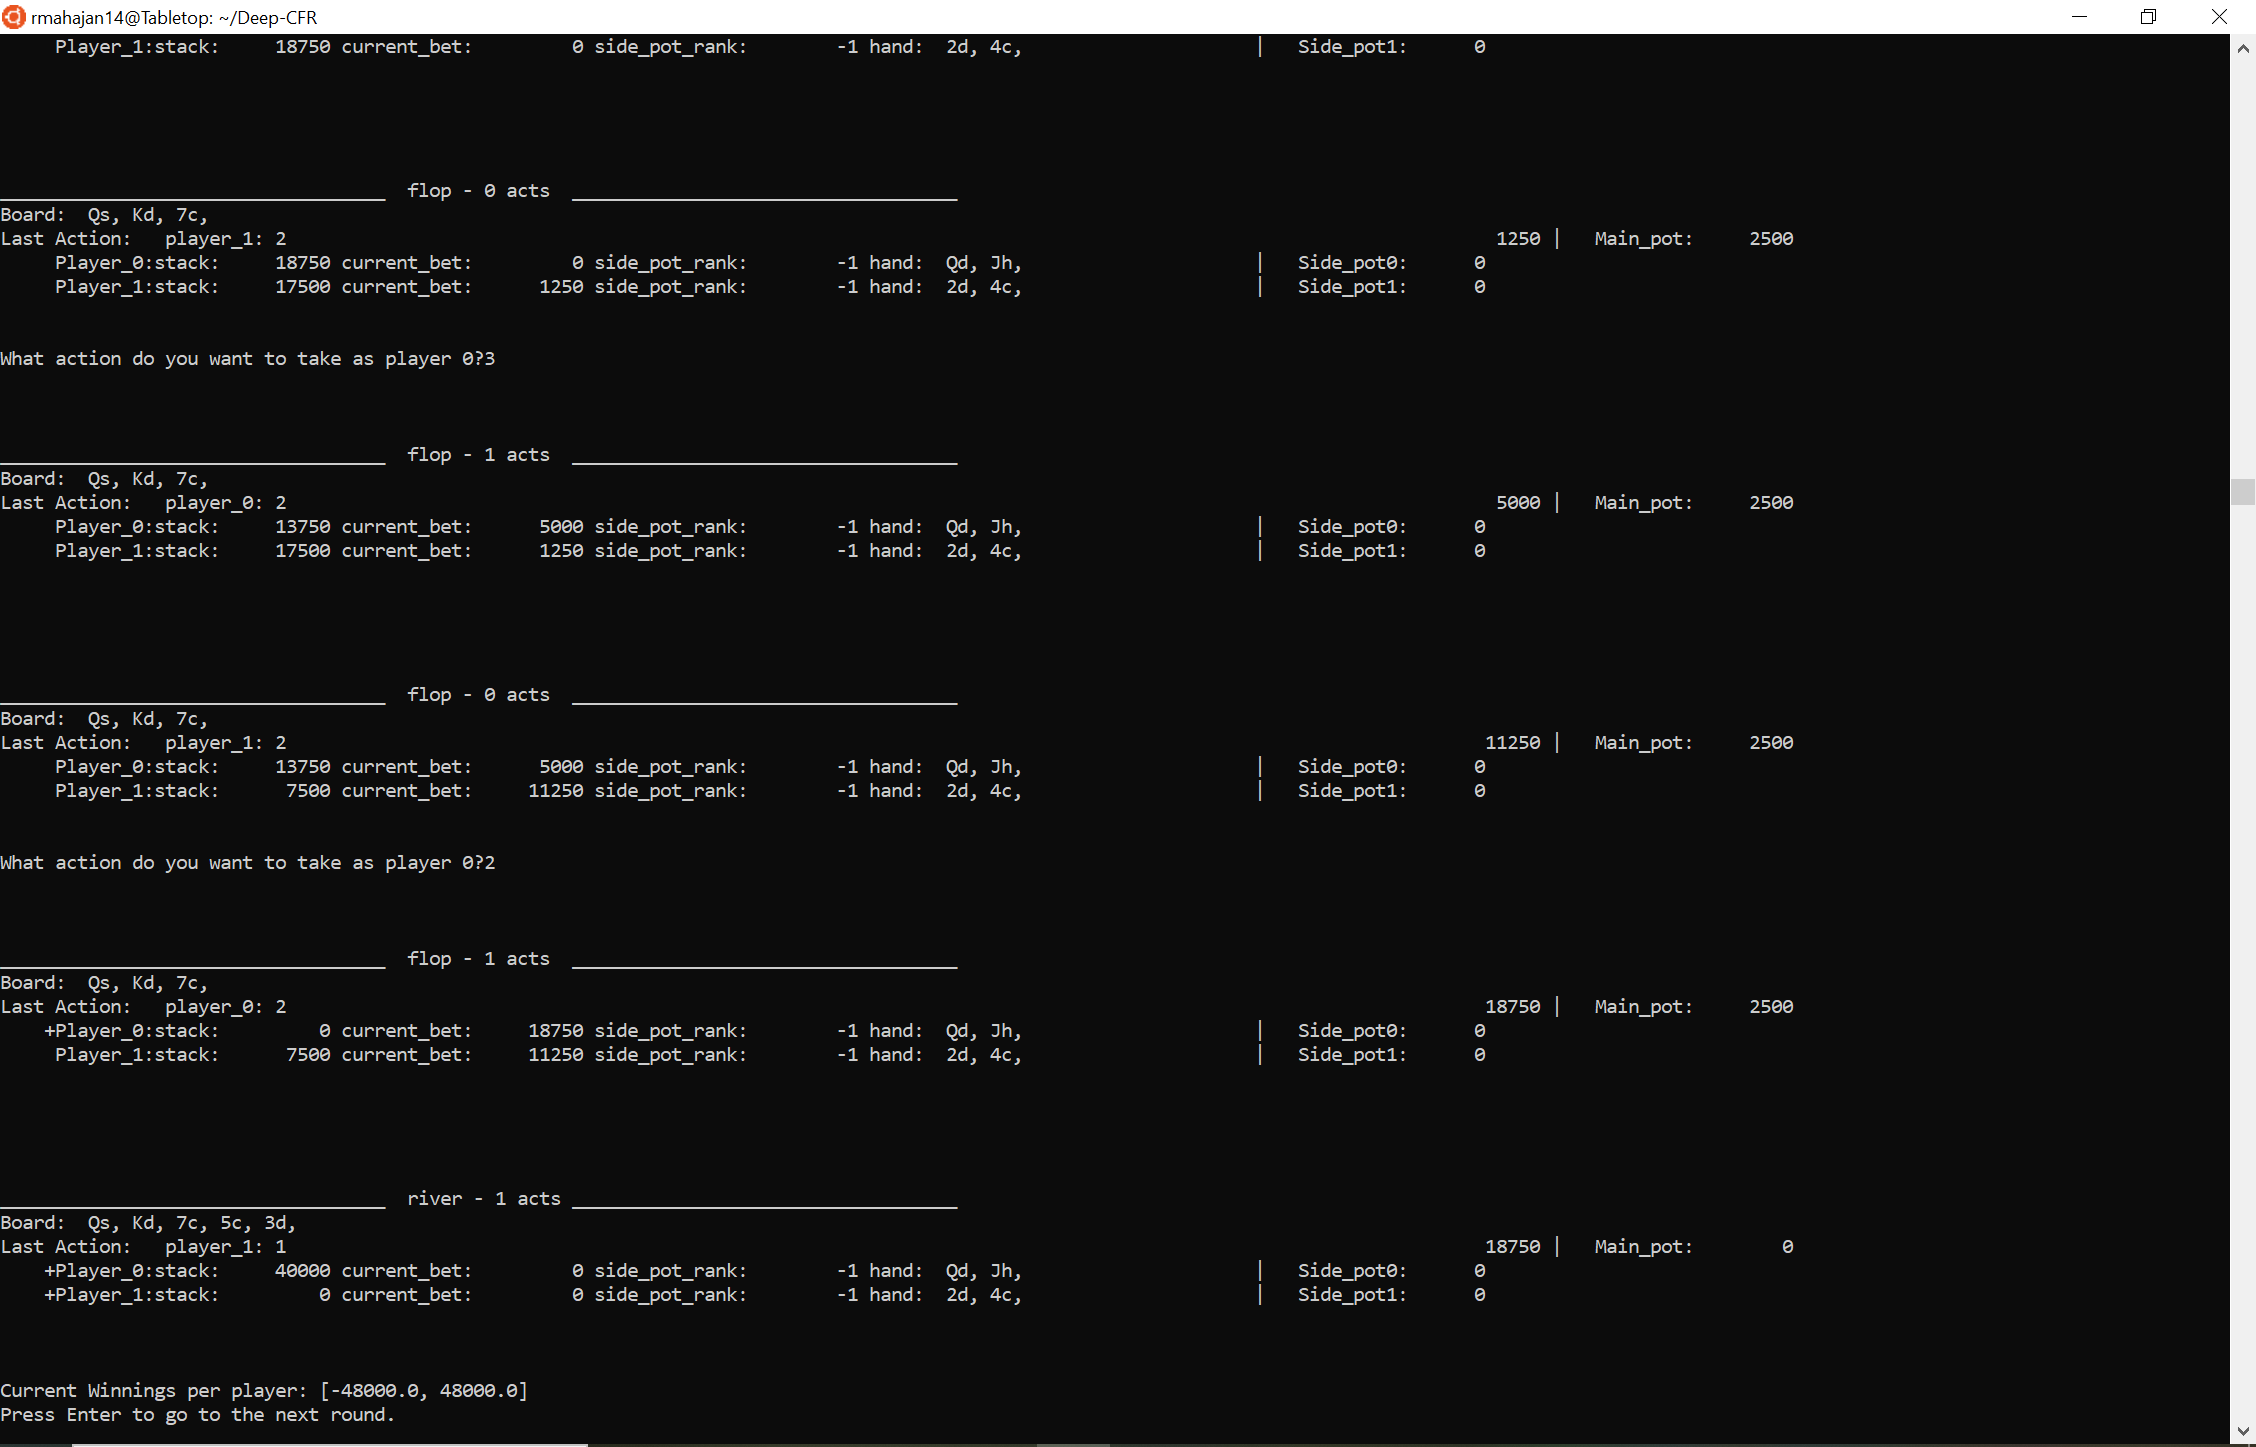 rmahajan14@Tabletop: ~/Deep-CFR
Player_1:stack: 18750 current_bet: 0 side_pot_rank: -1 hand: 2d, 4c, | Side_pot1: 0
___________________________________ flop - 0 acts ___________________________________
Board: Qs, Kd, 7c,
Last Action: player_1: 2 1250 | Main_pot: 2500
Player_0:stack: 18750 current_bet: 0 side_pot_rank: -1 hand: Qd, Jh, | Side_pot0: 0
Player_1:stack: 17500 current_bet: 1250 side_pot_rank: -1 hand: 2d, 4c, | Side_pot1: 0
What action do you want to take as player 0?3
___________________________________ flop - 1 acts ___________________________________
Board: Qs, Kd, 7c,
Last Action: player_0: 2 5000 | Main_pot: 2500
Player_0:stack: 13750 current_bet: 5000 side_pot_rank: -1 hand: Qd, Jh, | Side_pot0: 0
Player_1:stack: 17500 current_bet: 1250 side_pot_rank: -1 hand: 2d, 4c, | Side_pot1: 0
___________________________________ flop - 0 acts ___________________________________
Board: Qs, Kd, 7c,
Last Action: player_1: 2 11250 | Main_pot: 2500
Player_0:stack: 13750 current_bet: 5000 side_pot_rank: -1 hand: Qd, Jh, | Side_pot0: 0
Player_1:stack: 7500 current_bet: 11250 side_pot_rank: -1 hand: 2d, 4c, | Side_pot1: 0
What action do you want to take as player 0?2
___________________________________ flop - 1 acts ___________________________________
Board: Qs, Kd, 7c,
Last Action: player_0: 2 18750 | Main_pot: 2500
+Player_0:stack: 0 current_bet: 18750 side_pot_rank: -1 hand: Qd, Jh, | Side_pot0: 0
Player_1:stack: 7500 current_bet: 11250 side_pot_rank: -1 hand: 2d, 4c, | Side_pot1: 0
___________________________________ river - 1 acts ___________________________________
Board: Qs, Kd, 7c, 5c, 3d,
Last Action: player_1: 1 18750 | Main_pot: 0
+Player_0:stack: 40000 current_bet: 0 side_pot_rank: -1 hand: Qd, Jh, | Side_pot0: 0
+Player_1:stack: 0 current_bet: 0 side_pot_rank: -1 hand: 2d, 4c, | Side_pot1: 0
Current Winnings per player: [-48000.0, 48000.0]
Press Enter to go to the next round.